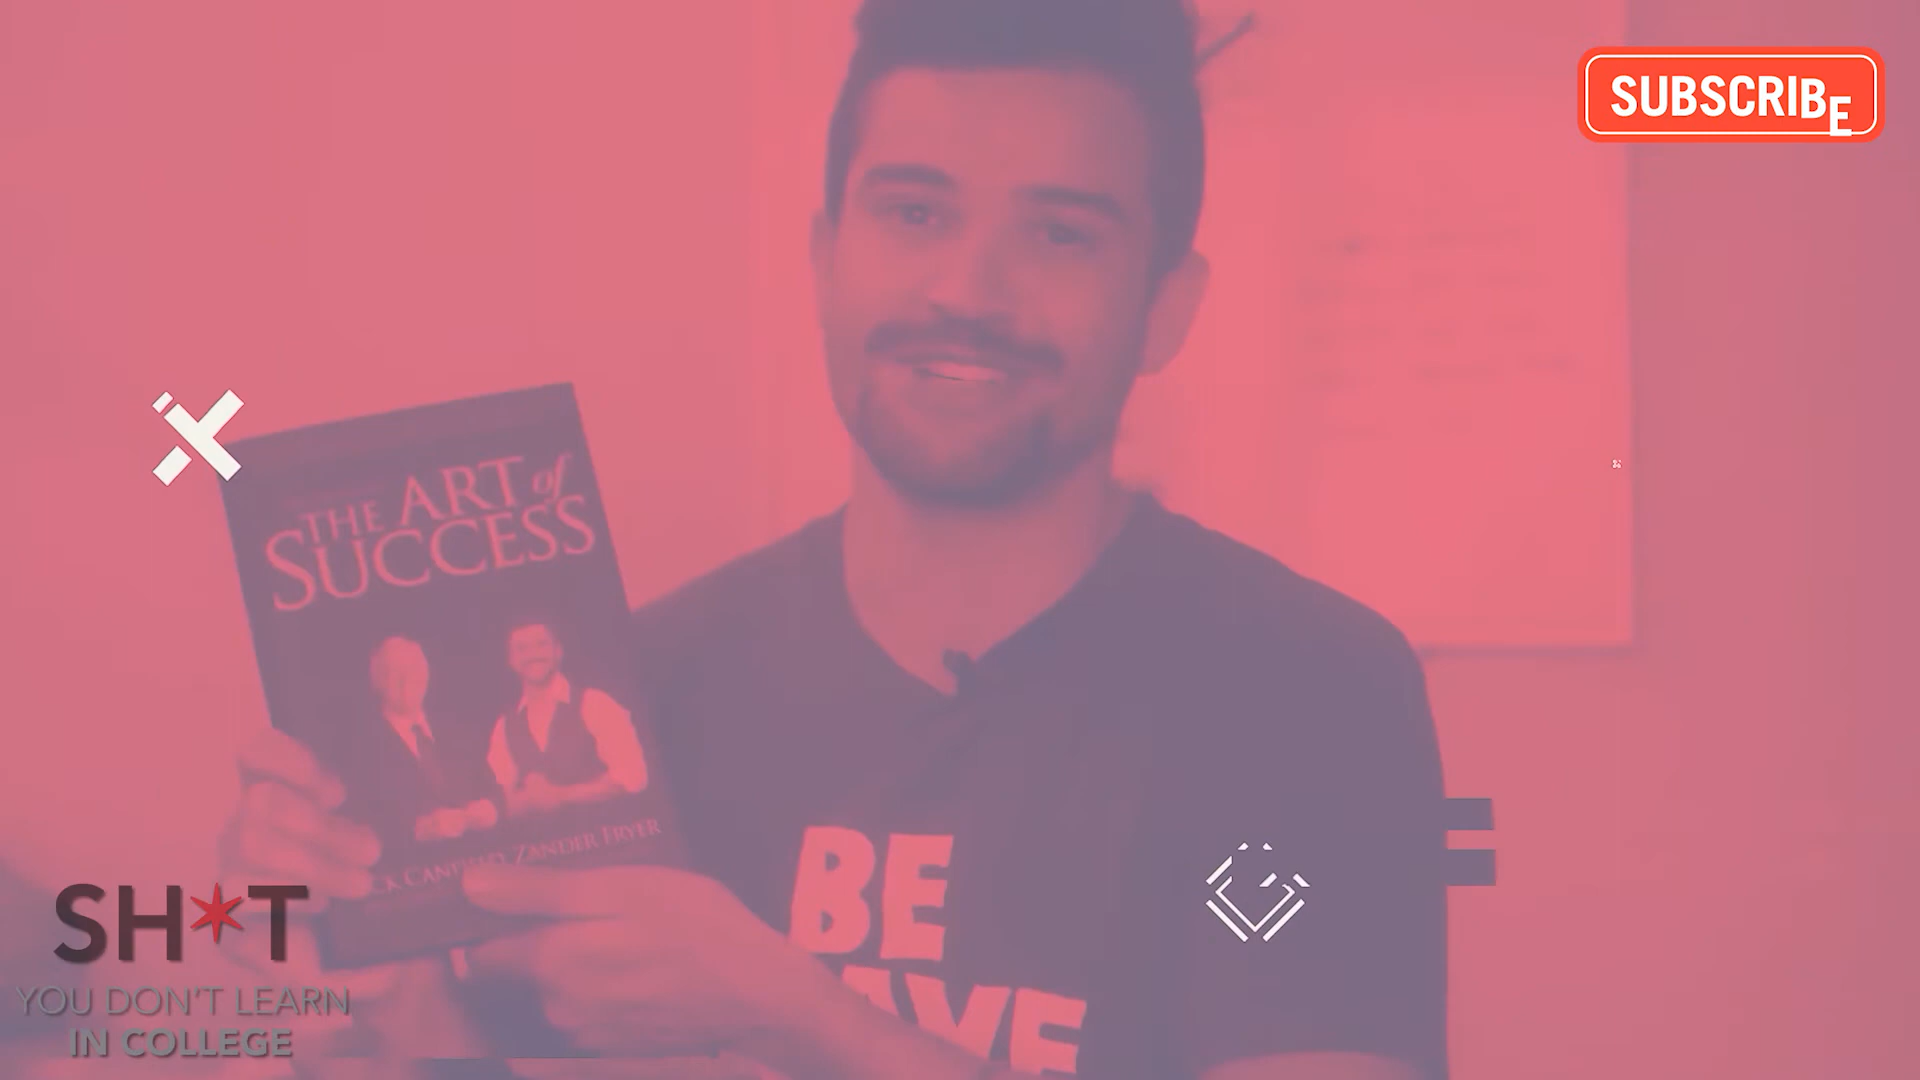 SUBSCRIBE
THE ART of
SUCCESS
ZANDER FRYER
BE
SH*T
YOU DON'T LEARN
IN COLLEGE